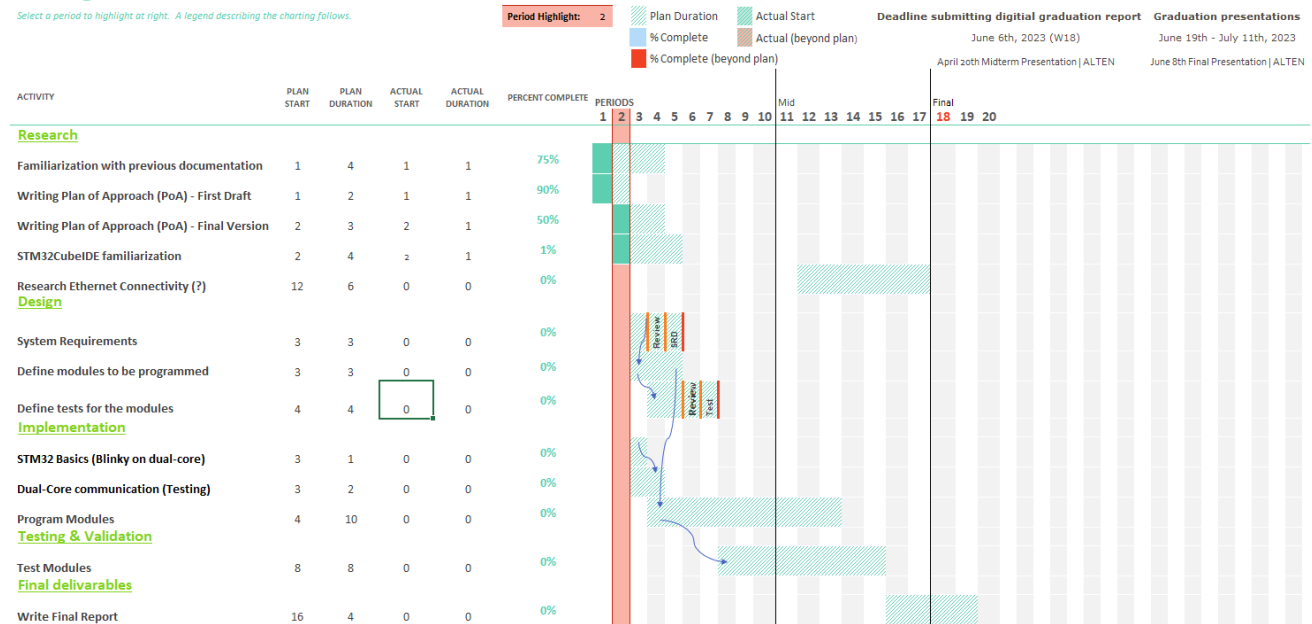 Select a period to highlight at right.  A legend describing the charting follows.
Period Highlight: 2
Plan Duration
Actual Start
% Complete
Actual (beyond plan)
% Complete (beyond plan)
Deadline submitting digitial graduation report
Graduation presentations
June 6th, 2023 (W18)
June 19th - July 11th, 2023
April 20th Midterm Presentation | ALTEN
June 8th Final Presentation | ALTEN
ACTIVITY
PLAN START
PLAN DURATION
ACTUAL START
ACTUAL DURATION
PERCENT COMPLETE
PERIODS
Mid
Final
1 2 3 4 5 6 7 8 9 10 11 12 13 14 15 16 17 18 19 20
Research
Familiarization with previous documentation 1 4 1 1 75%
Writing Plan of Approach (PoA) - First Draft 1 2 1 1 90%
Writing Plan of Approach (PoA) - Final Version 2 3 2 1 50%
STM32CubeIDE familiarization 2 4 2 1 1%
Research Ethernet Connectivity (?) 12 6 0 0 0%
Design
System Requirements 3 3 0 0 0%
Review
SRD
Define modules to be programmed 3 3 0 0 0%
Define tests for the modules 4 4 0 0 0%
Review
Test
Implementation
STM32 Basics (Blinky on dual-core) 3 1 0 0 0%
Dual-Core communication (Testing) 3 2 0 0 0%
Program Modules 4 10 0 0 0%
Testing & Validation
Test Modules 8 8 0 0 0%
Final delivarables
Write Final Report 16 4 0 0 0%